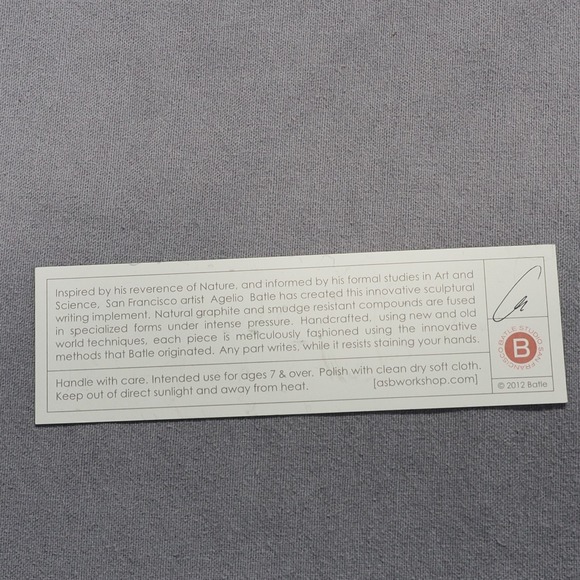 Inspired by his reverence of Nature, and informed by his formal studies in Art and
Science, San Francisco artist Agelio Batle has created this innovative sculptural
writing implement. Natural graphite and smudge resistant compounds are fused
in specialized forms under intense pressure. Handcrafted, using new and old
world techniques, each piece is meticulously fashioned using the innovative
methods that Batle originated. Any part writes, while it resists staining your hands.
Handle with care. Intended use for ages 7 & over. Polish with clean dry soft cloth.
Keep out of direct sunlight and away from heat. [asbworkshop.com]
BATLE STUDIO SAN FRANCISCO
B
© 2012 Batle